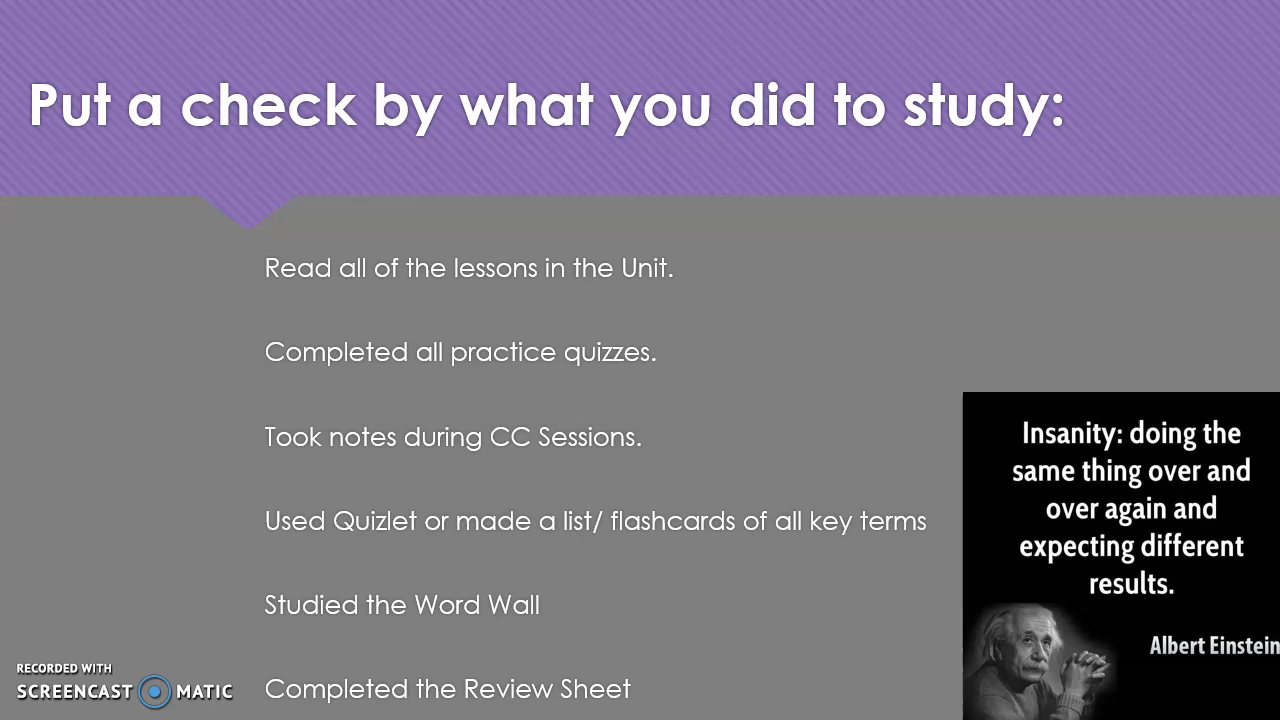 Put a check by what you did to study:
Read all of the lessons in the Unit.
Completed all practice quizzes.
Took notes during CC Sessions.
Used Quizlet or made a list/ flashcards of all key terms
Studied the Word Wall
Completed the Review Sheet
Insanity: doing the
same thing over and
over again and
expecting different
results.
Albert Einstein
RECORDED WITH
SCREENCAST MATIC